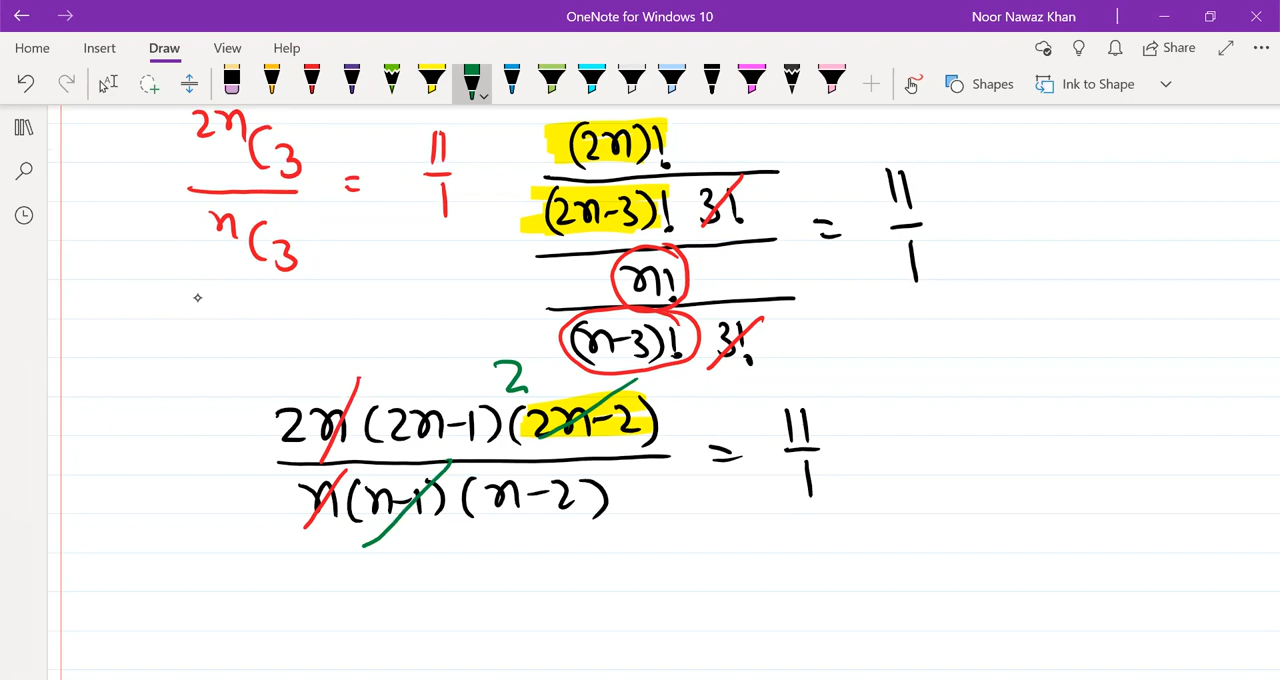 OneNote for Windows 10
Noor Nawaz Khan
Home Insert Draw View Help
Share
Shapes
Ink to Shape
2nC3 / nC3 = 11/1
(2n)!
(2n-3)! 3!
n!
(n-3)! 3!
= 11/1
2
2n(2n-1)(2n-2)
n(n-1)(n-2)
= 11/1